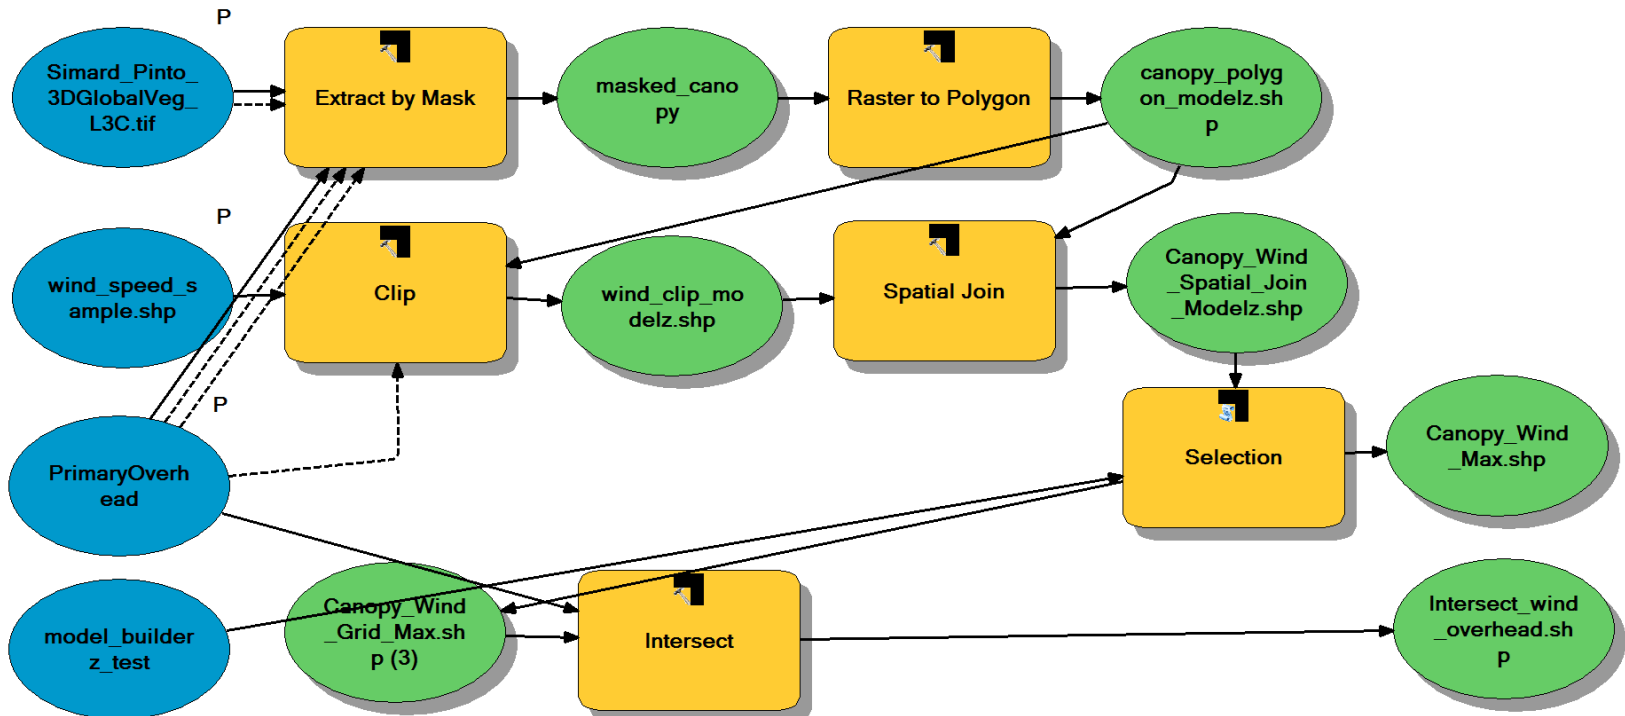 P
Simard_Pinto_
3DGlobalVeg_
L3C.tif
Extract by Mask
masked_cano
py
Raster to Polygon
canopy_polyg
on_modelz.sh
p
P
wind_speed_s
ample.shp
Clip
wind_clip_mo
delz.shp
Spatial Join
Canopy_Wind
_Spatial_Join
_Modelz.shp
P
PrimaryOverh
ead
Selection
Canopy_Wind
_Max.shp
model_builder
z_test
Canopy_Wind
_Grid_Max.sh
p (3)
Intersect
Intersect_wind
_overhead.sh
p